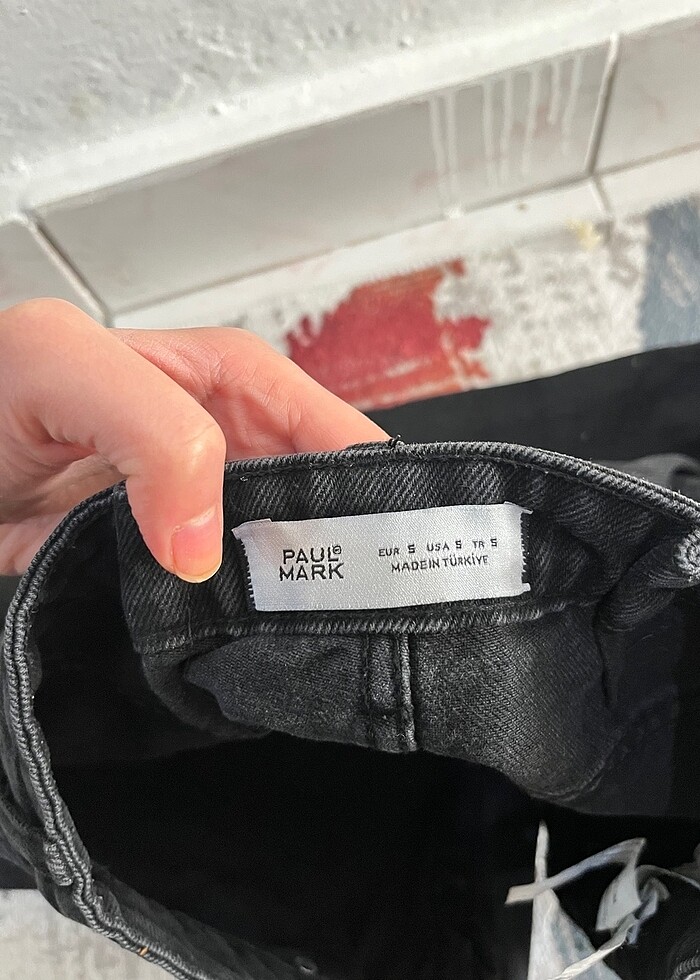 PAUL®
MARK
EUR S USA S TR S
MADE IN TÜRKİYE